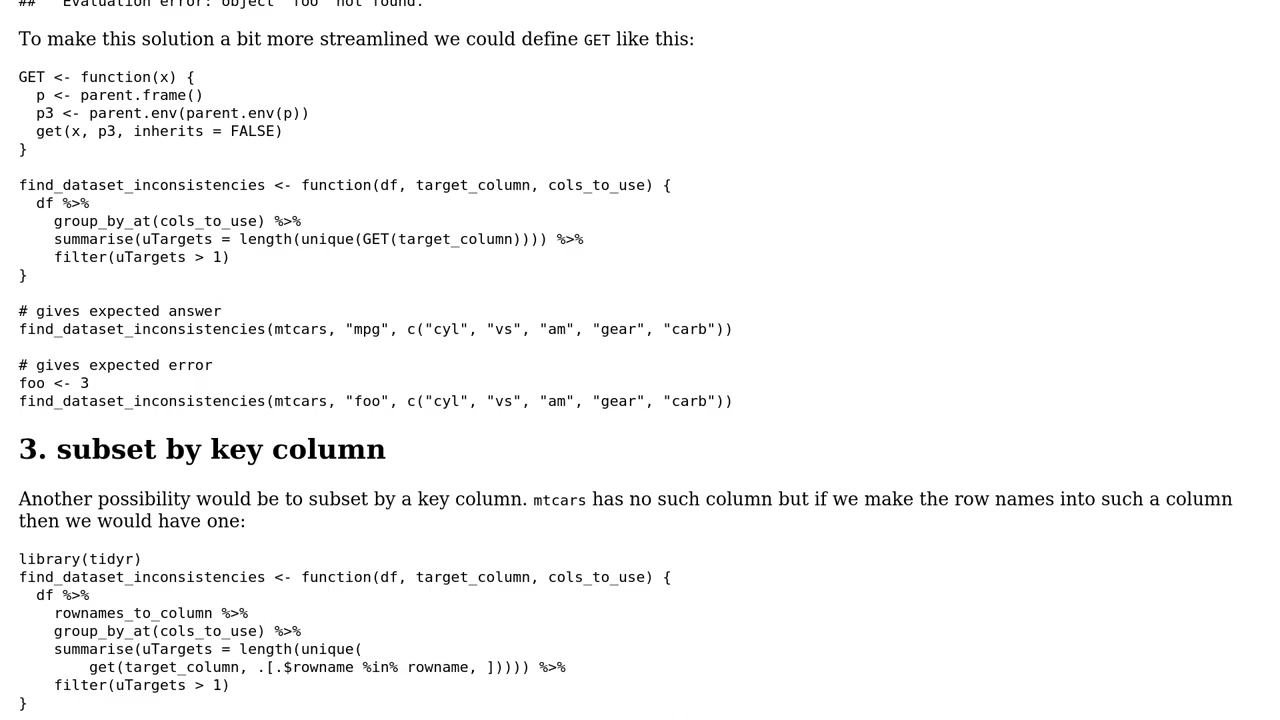 ##   Evaluation error: object 'foo' not found.
To make this solution a bit more streamlined we could define GET like this:
GET <- function(x) {
  p <- parent.frame()
  p3 <- parent.env(parent.env(p))
  get(x, p3, inherits = FALSE)
}
find_dataset_inconsistencies <- function(df, target_column, cols_to_use) {
  df %>%
    group_by_at(cols_to_use) %>%
    summarise(uTargets = length(unique(GET(target_column)))) %>%
    filter(uTargets > 1)
}
# gives expected answer
find_dataset_inconsistencies(mtcars, "mpg", c("cyl", "vs", "am", "gear", "carb"))
# gives expected error
foo <- 3
find_dataset_inconsistencies(mtcars, "foo", c("cyl", "vs", "am", "gear", "carb"))
3. subset by key column
Another possibility would be to subset by a key column. mtcars has no such column but if we make the row names into such a column
then we would have one:
library(tidyr)
find_dataset_inconsistencies <- function(df, target_column, cols_to_use) {
  df %>%
    rownames_to_column %>%
    group_by_at(cols_to_use) %>%
    summarise(uTargets = length(unique(
        get(target_column, .[.$rowname %in% rowname, ])))) %>%
    filter(uTargets > 1)
}